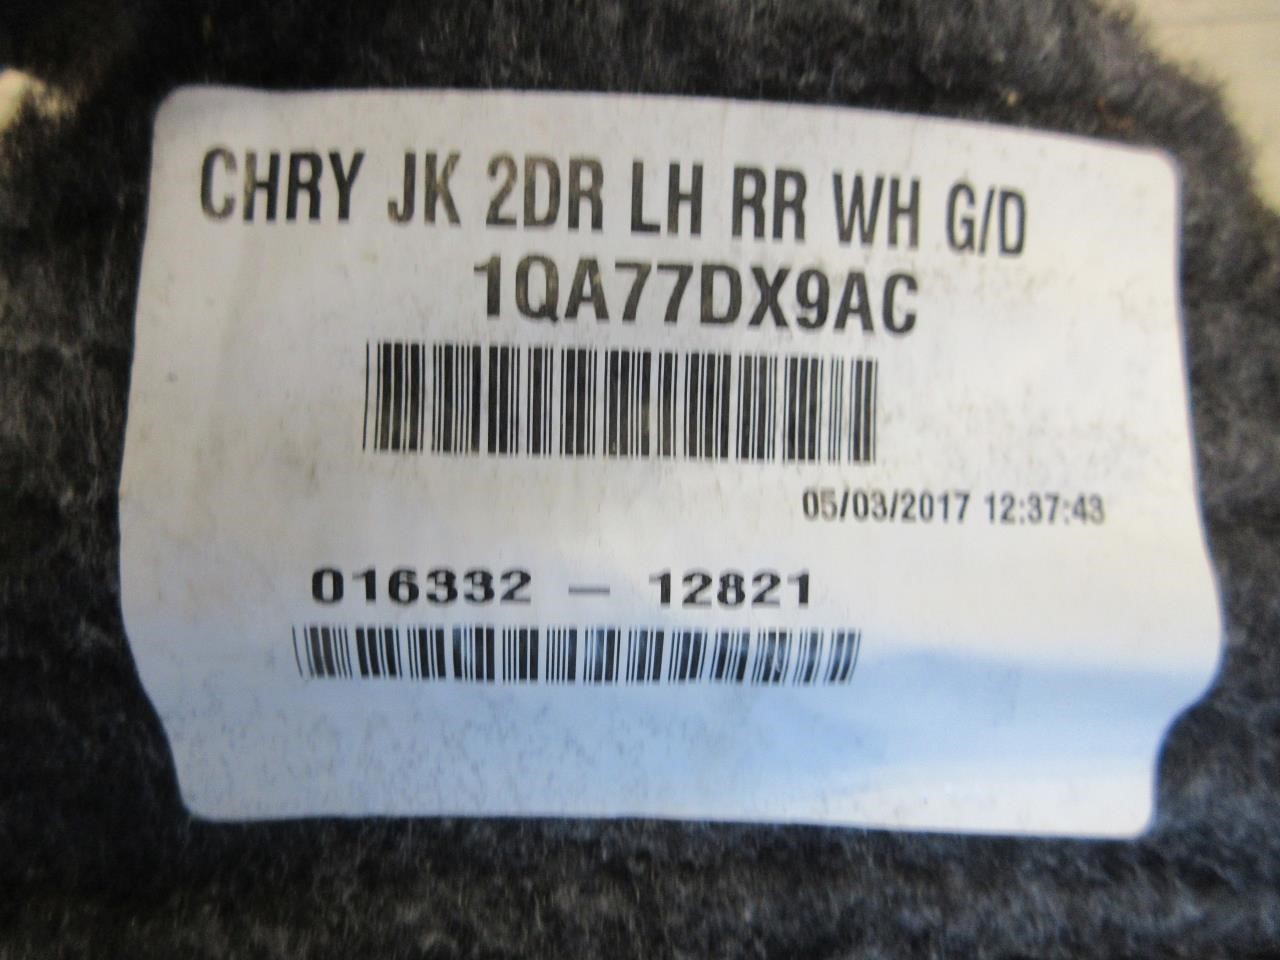 CHRY JK 2DR LH RR WH G/D
1QA77DX9AC
05/03/2017 12:37:43
016332 – 12821